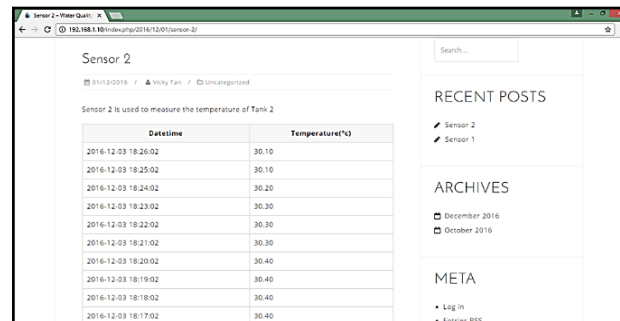 Sensor 2 – Water Quality
192.168.1.10/index.php/2016/12/01/sensor-2/
Sensor 2
01/12/2016 / Vicky Tan / Uncategorized
Sensor 2 is used to measure the temperature of Tank 2
Datetime Temperature(°c)
2016-12-03 18:26:02 30.10
2016-12-03 18:25:02 30.10
2016-12-03 18:24:02 30.20
2016-12-03 18:23:02 30.30
2016-12-03 18:22:02 30.30
2016-12-03 18:21:02 30.30
2016-12-03 18:20:02 30.40
2016-12-03 18:19:02 30.40
2016-12-03 18:18:02 30.40
2016-12-03 18:17:02 30.40
Search ...
RECENT POSTS
Sensor 2
Sensor 1
ARCHIVES
December 2016
October 2016
META
Log in
Entries RSS